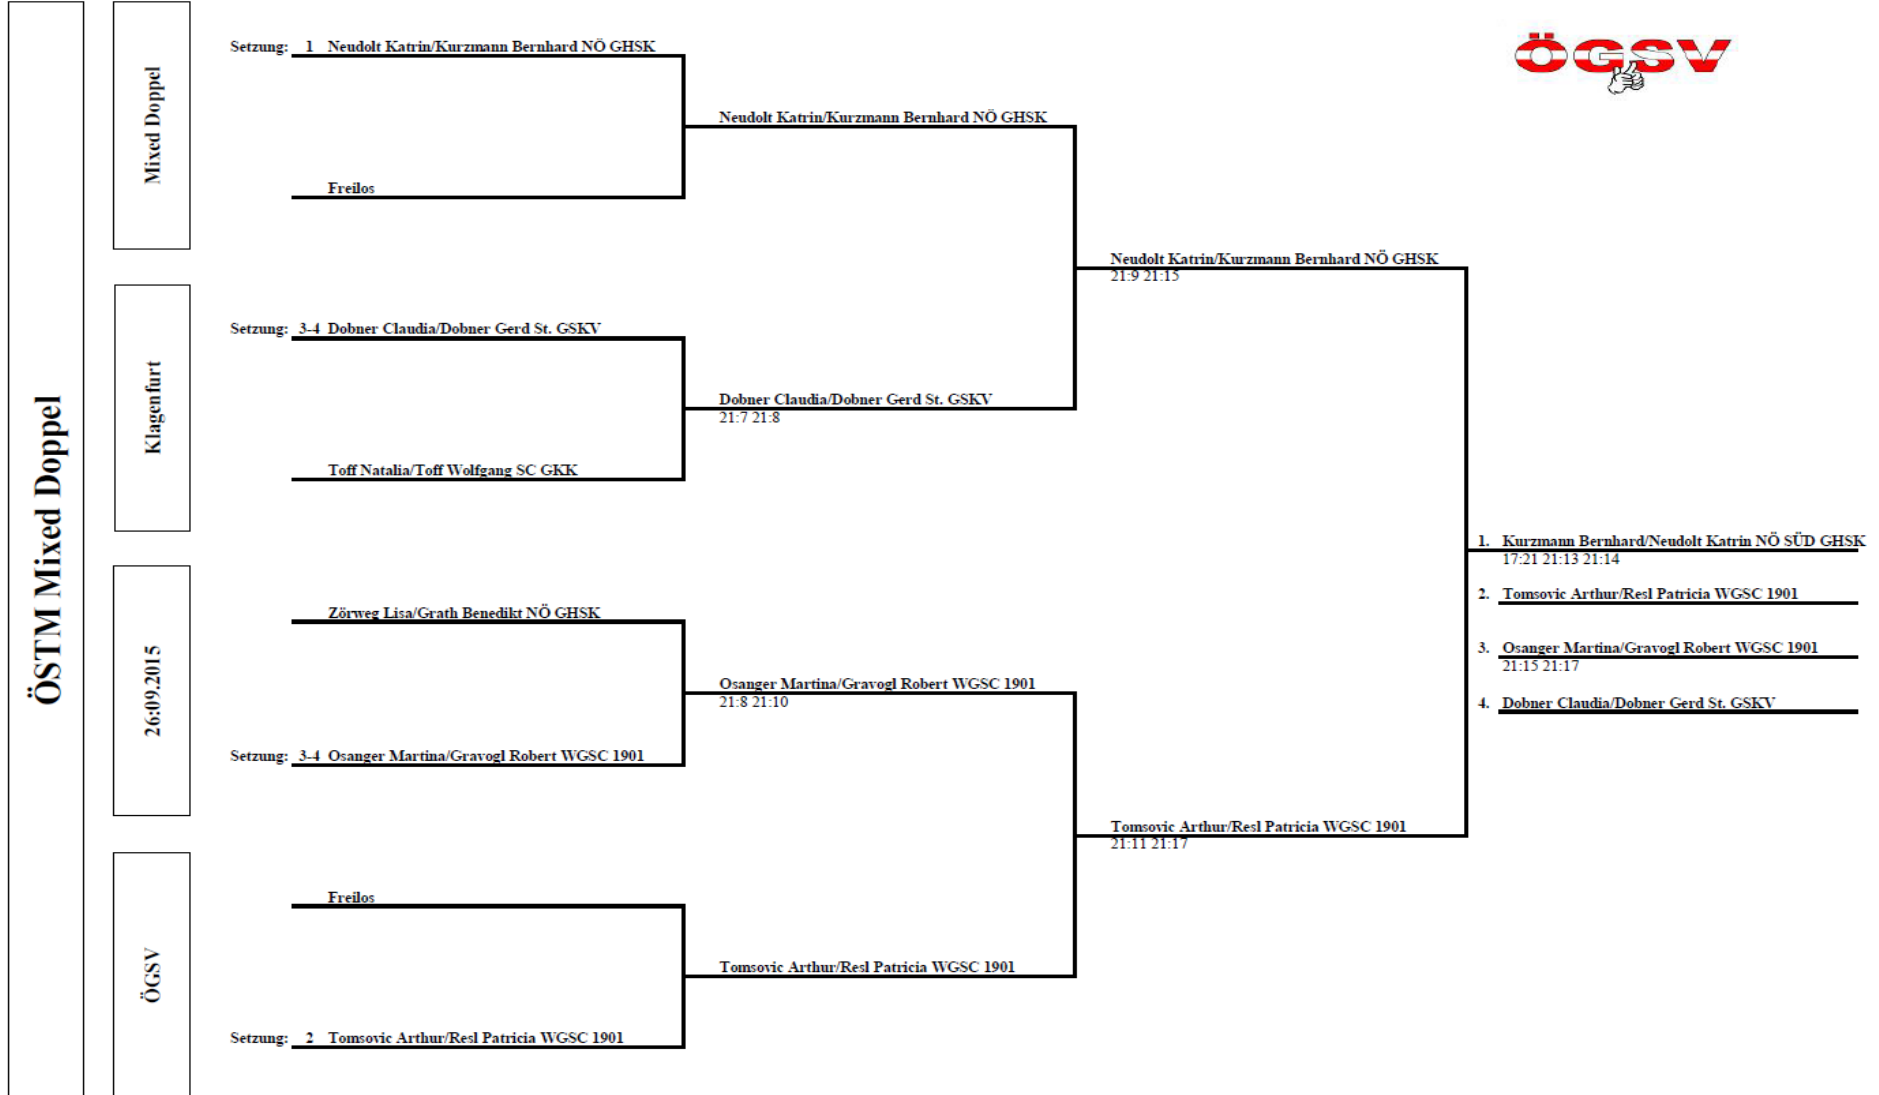 ÖSTM Mixed Doppel
Mixed Doppel
Klagenfurt
26:09.2015
ÖGSV
ÖGSV
Setzung: 1 Neudolt Katrin/Kurzmann Bernhard NÖ GHSK
Freilos
Setzung: 3-4 Dobner Claudia/Dobner Gerd St. GSKV
Toff Natalia/Toff Wolfgang SC GKK
Zörweg Lisa/Grath Benedikt NÖ GHSK
Setzung: 3-4 Osanger Martina/Gravogl Robert WGSC 1901
Freilos
Setzung: 2 Tomsovic Arthur/Resl Patricia WGSC 1901
Neudolt Katrin/Kurzmann Bernhard NÖ GHSK
Dobner Claudia/Dobner Gerd St. GSKV
21:7 21:8
Osanger Martina/Gravogl Robert WGSC 1901
21:8 21:10
Tomsovic Arthur/Resl Patricia WGSC 1901
Neudolt Katrin/Kurzmann Bernhard NÖ GHSK
21:9 21:15
Tomsovic Arthur/Resl Patricia WGSC 1901
21:11 21:17
1. Kurzmann Bernhard/Neudolt Katrin NÖ SÜD GHSK
17:21 21:13 21:14
2. Tomsovic Arthur/Resl Patricia WGSC 1901
3. Osanger Martina/Gravogl Robert WGSC 1901
21:15 21:17
4. Dobner Claudia/Dobner Gerd St. GSKV